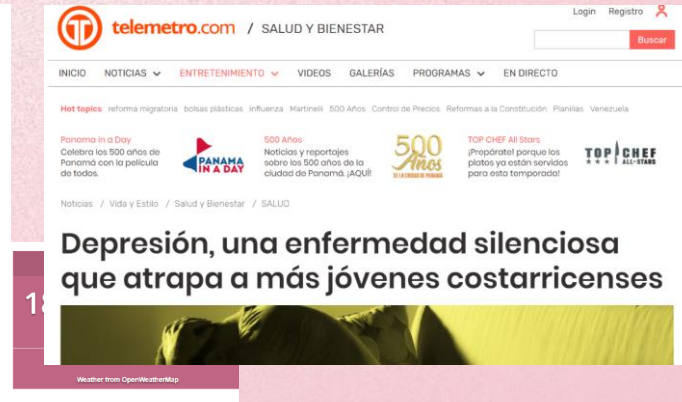 Login Registro
telemetro.com / SALUD Y BIENESTAR
Buscar
INICIO NOTICIAS ENTRETENIMIENTO VIDEOS GALERÍAS PROGRAMAS EN DIRECTO
Hot topics reforma migratoria bolsas plásticas influenza Martinelli 500 Años Control de Precios Reformas a la Constitución Planillas Venezuela
Panama in a Day
Celebra los 500 años de
Panamá con la película
de todos.
PANAMA
IN A DAY
500 Años
Noticias y reportajes
sobre los 500 años de la
ciudad de Panamá. ¡AQUÍ!
500
Años
DE LA CIUDAD DE PANAMÁ
TOP CHEF All Stars
¡Prepárate! porque los
platos ya están servidos
para esta temporada!
TOP CHEF
ALL-STARS
Noticias / Vida y Estilo / Salud y Bienestar / SALUD
Depresión, una enfermedad silenciosa
que atrapa a más jóvenes costarricenses
18
Weather from OpenWeatherMap